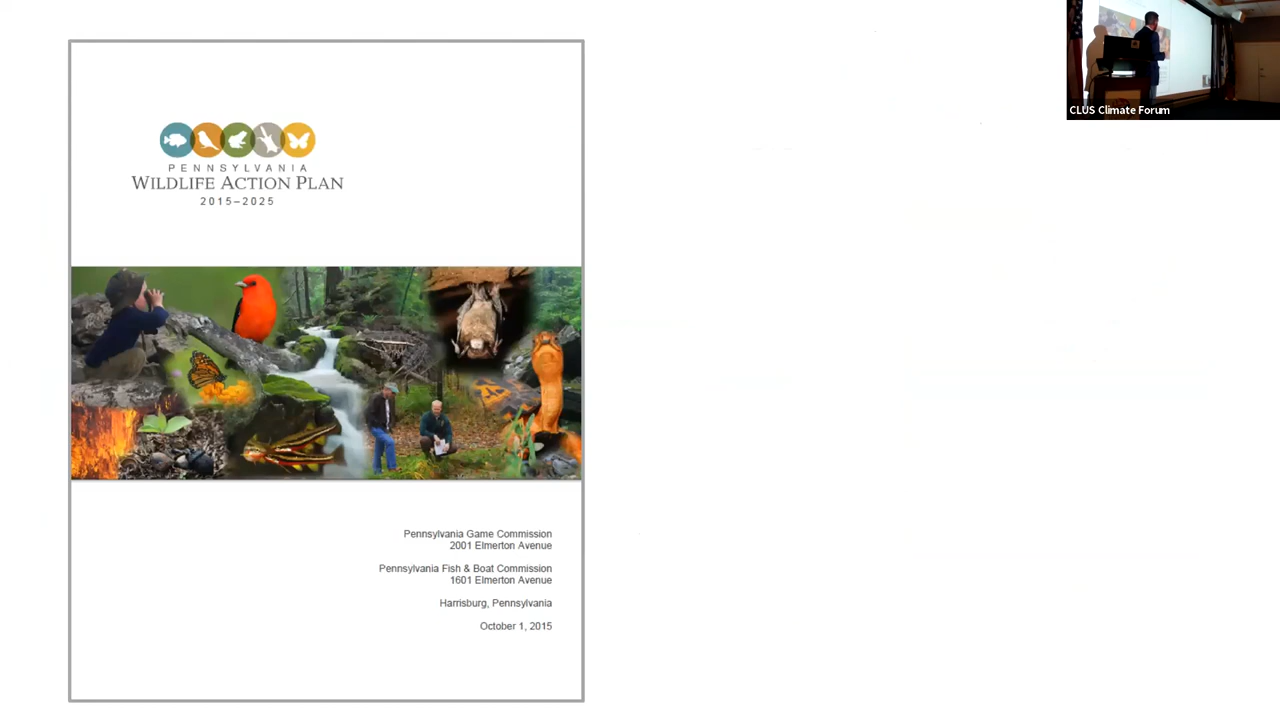 PENNSYLVANIA
WILDLIFE ACTION PLAN
2015–2025
Pennsylvania Game Commission
2001 Elmerton Avenue
Pennsylvania Fish & Boat Commission
1601 Elmerton Avenue
Harrisburg, Pennsylvania
October 1, 2015
CLUS Climate Forum